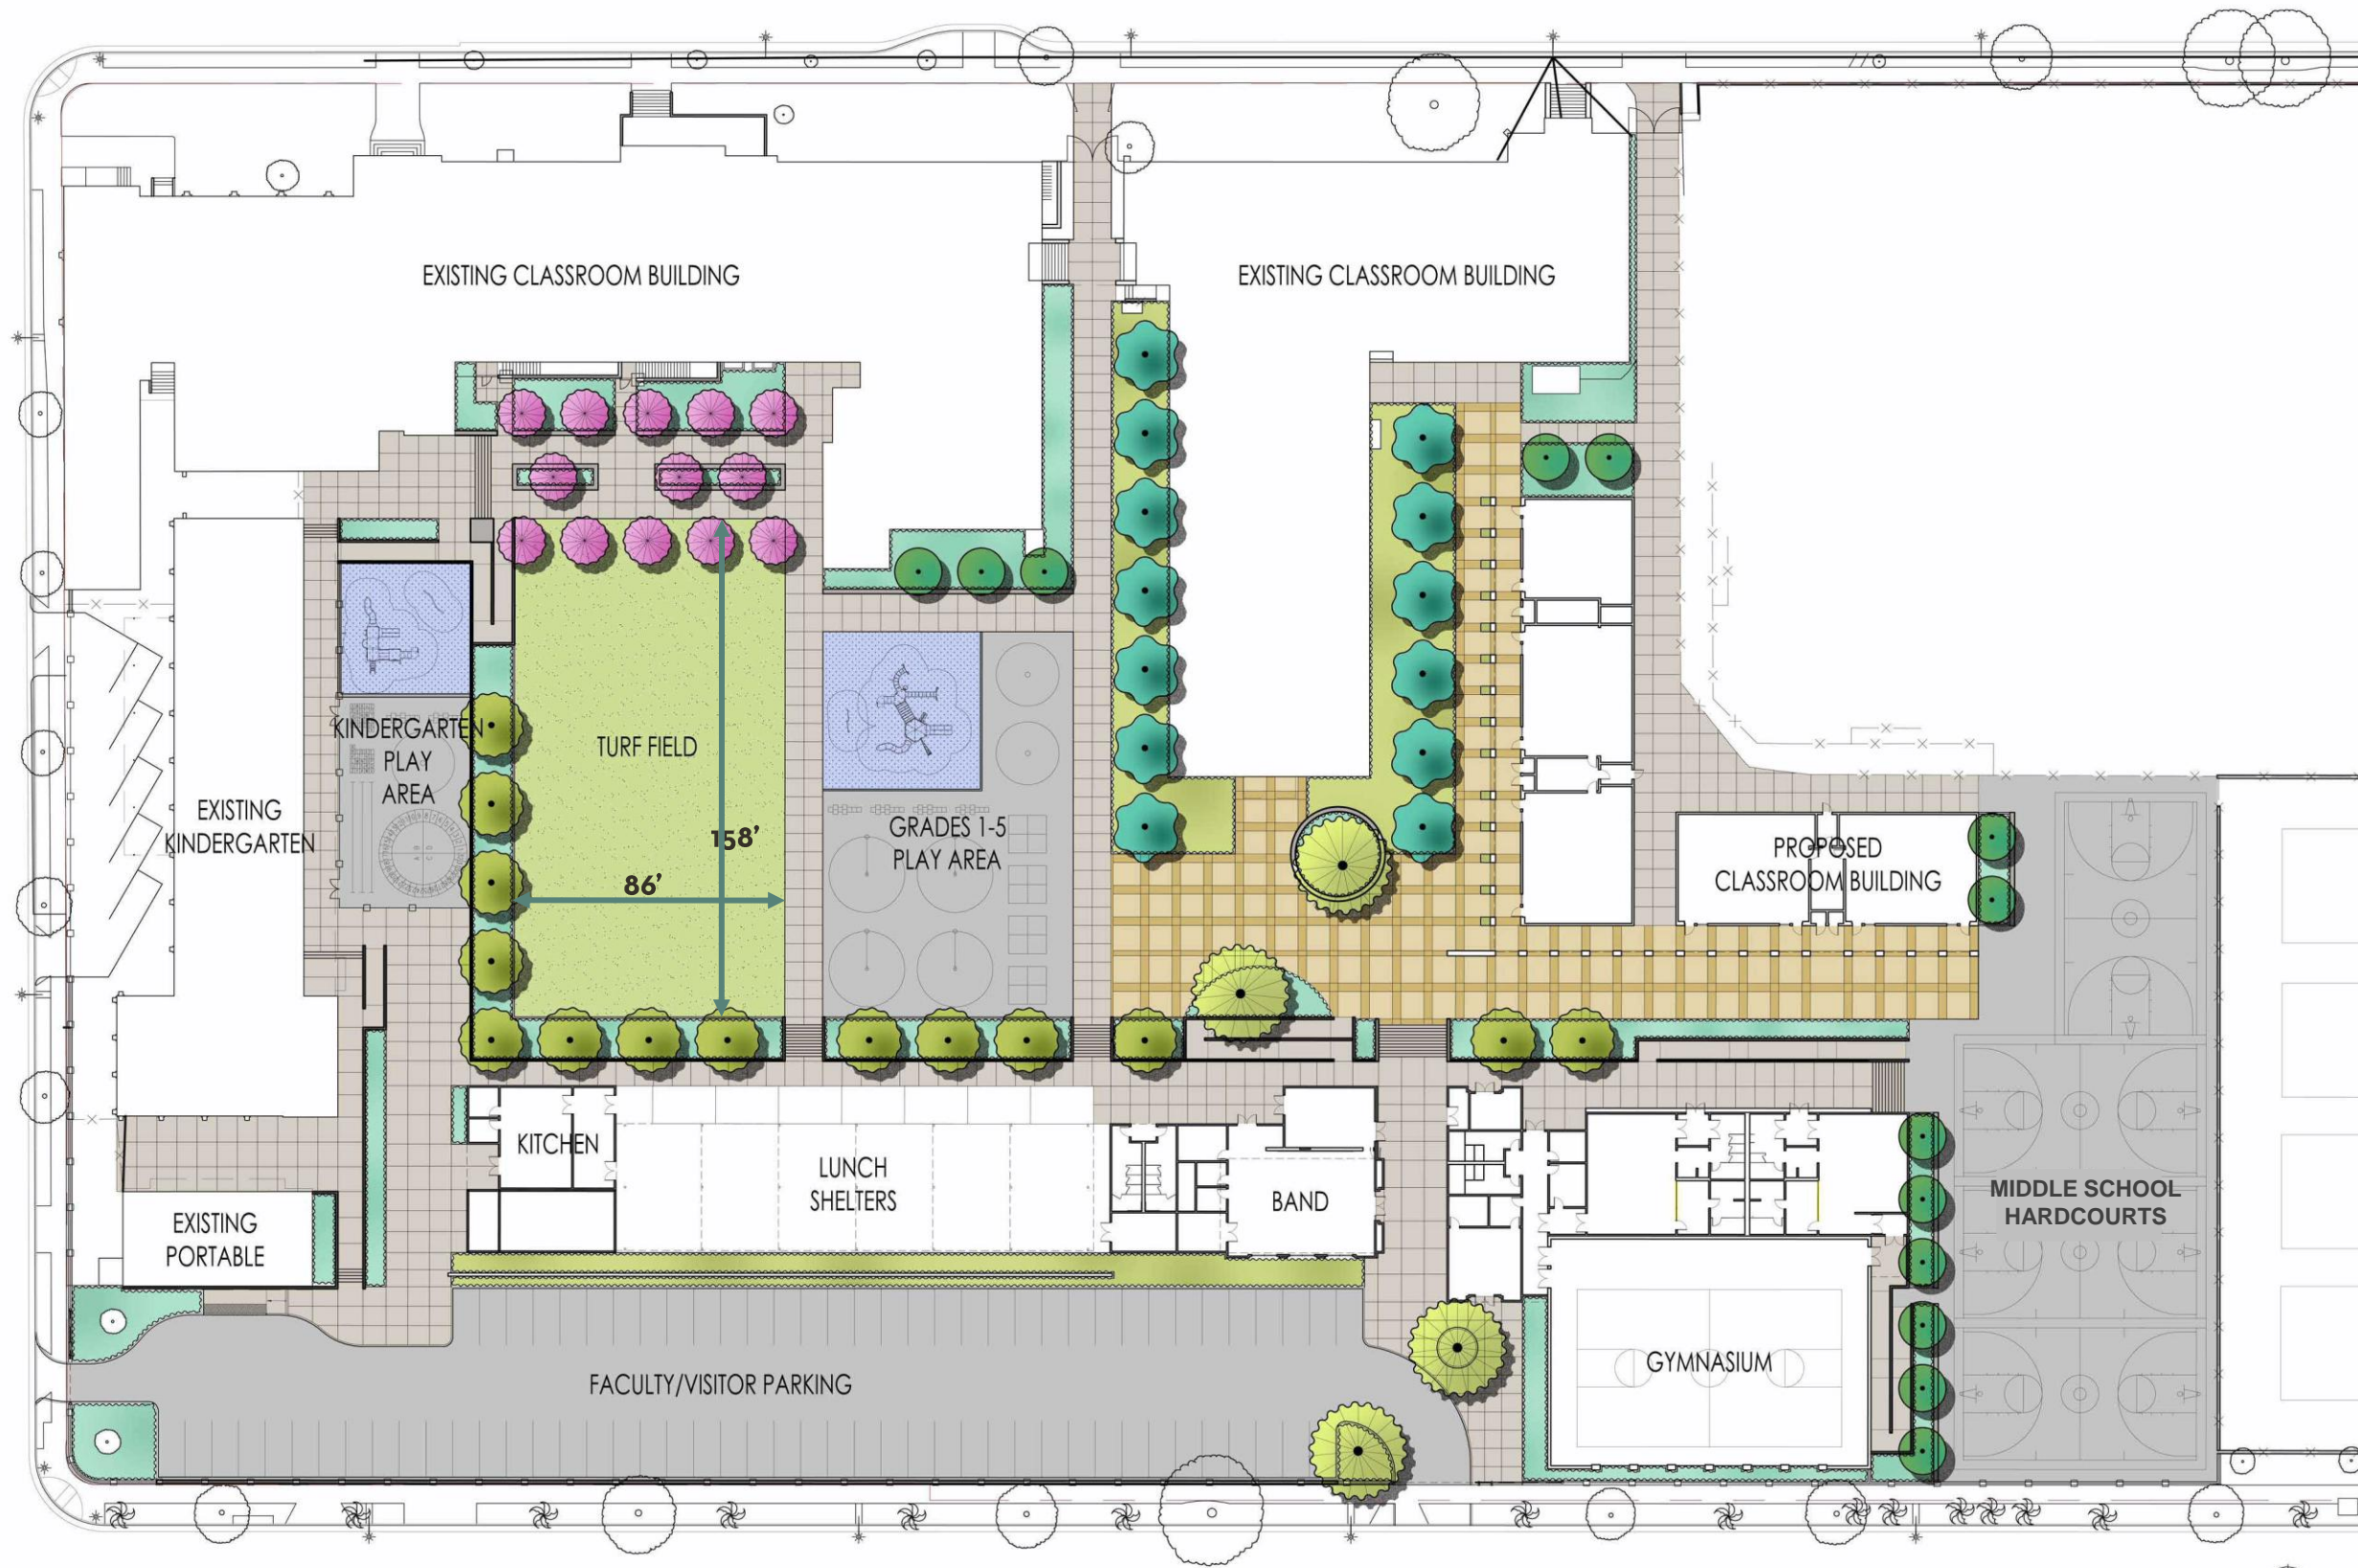 EXISTING CLASSROOM BUILDING
EXISTING CLASSROOM BUILDING
KINDERGARTEN
PLAY
AREA
TURF FIELD
158’
86’
EXISTING
KINDERGARTEN
GRADES 1-5
PLAY AREA
PROPOSED
CLASSROOM BUILDING
KITCHEN
LUNCH
SHELTERS
BAND
MIDDLE SCHOOL
HARDCOURTS
EXISTING
PORTABLE
GYMNASIUM
FACULTY/VISITOR PARKING